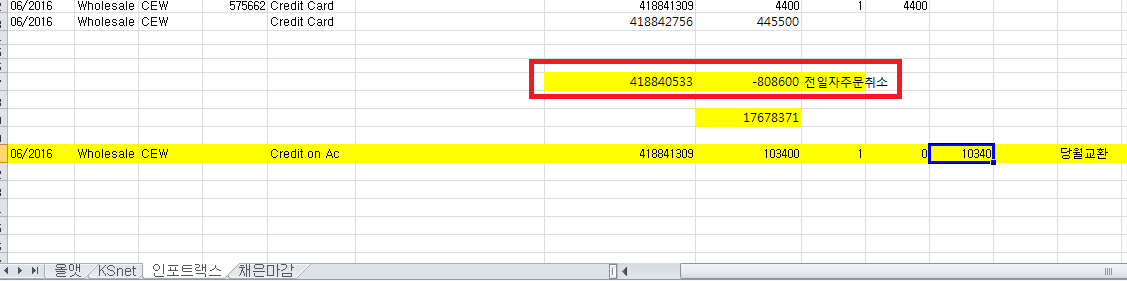 06/2016 Wholesale CEW 575662 Credit Card 418841309 4400 1 4400
06/2016 Wholesale CEW Credit Card 418842756 445500
418840533 -808600 전일자주문취소
17678371
06/2016 Wholesale CEW Credit on Ac 418841309 103400 1 0 10340 당월교환
올앳 KSnet 인포트랙스 채은마감